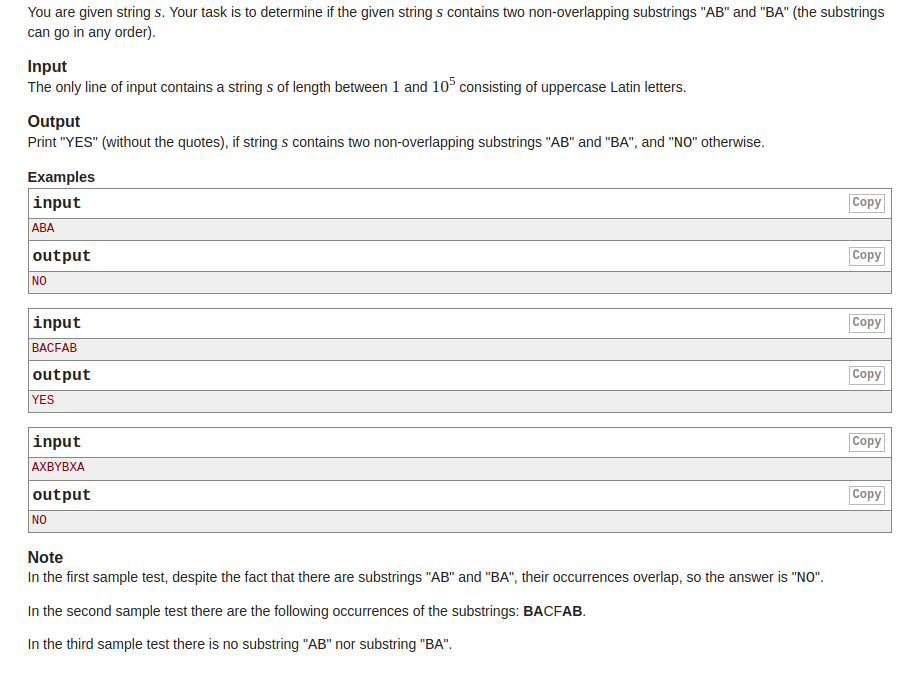 You are given string s. Your task is to determine if the given string s contains two non-overlapping substrings "AB" and "BA" (the substrings
can go in any order).
Input
The only line of input contains a string s of length between 1 and 10^5 consisting of uppercase Latin letters.
Output
Print "YES" (without the quotes), if string s contains two non-overlapping substrings "AB" and "BA", and "NO" otherwise.
Examples
input Copy
ABA
output Copy
NO
input Copy
BACFAB
output Copy
YES
input Copy
AXBYBXA
output Copy
NO
Note
In the first sample test, despite the fact that there are substrings "AB" and "BA", their occurrences overlap, so the answer is "NO".
In the second sample test there are the following occurrences of the substrings: BACFAB.
In the third sample test there is no substring "AB" nor substring "BA".